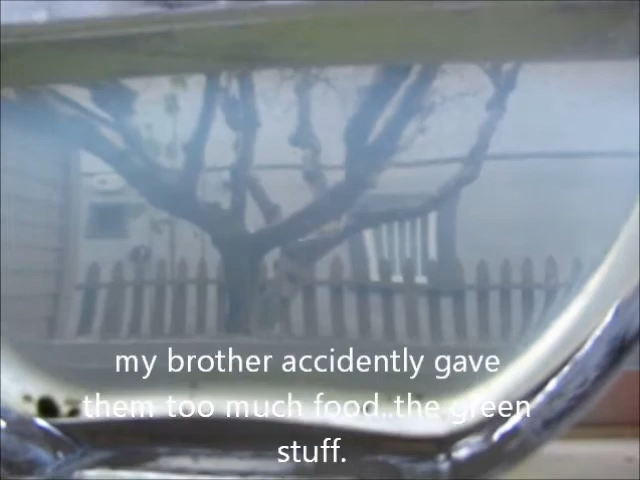 my brother accidently gave
them too much food..the green
stuff.